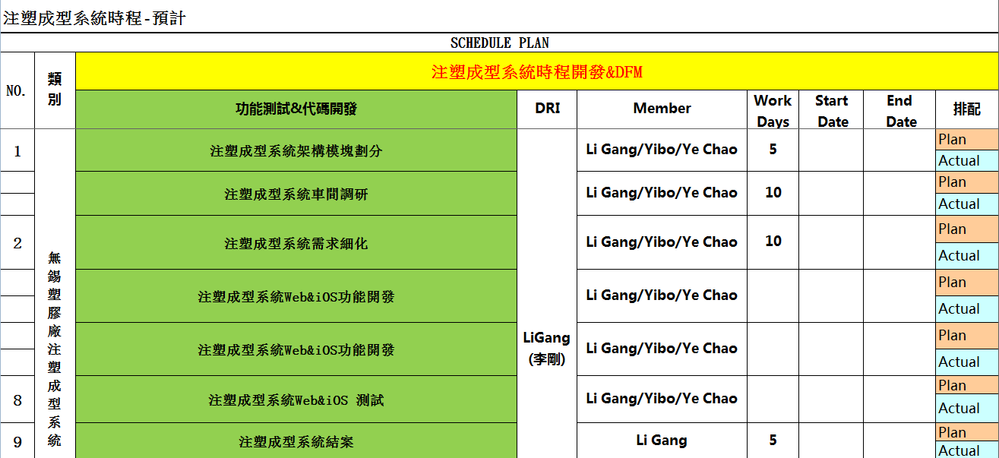 注塑成型系統時程-預計
SCHEDULE PLAN
NO.
類
別
注塑成型系統時程開發&DFM
功能測試&代碼開發
DRI
Member
Work
Days
Start
Date
End
Date
排配
1
注塑成型系統架構模塊劃分
Li Gang/Yibo/Ye Chao
5
Plan
Actual
注塑成型系統車間調研
Li Gang/Yibo/Ye Chao
10
Plan
Actual
2
注塑成型系統需求細化
Li Gang/Yibo/Ye Chao
10
Plan
Actual
無錫塑膠廠注塑成型系統
注塑成型系統Web&iOS功能開發
LiGang
(李剛)
Li Gang/Yibo/Ye Chao
Plan
Actual
注塑成型系統Web&iOS功能開發
Li Gang/Yibo/Ye Chao
Plan
Actual
8
注塑成型系統Web&iOS 測試
Li Gang/Yibo/Ye Chao
Plan
Actual
9
注塑成型系統結案
Li Gang
5
Plan
Actual